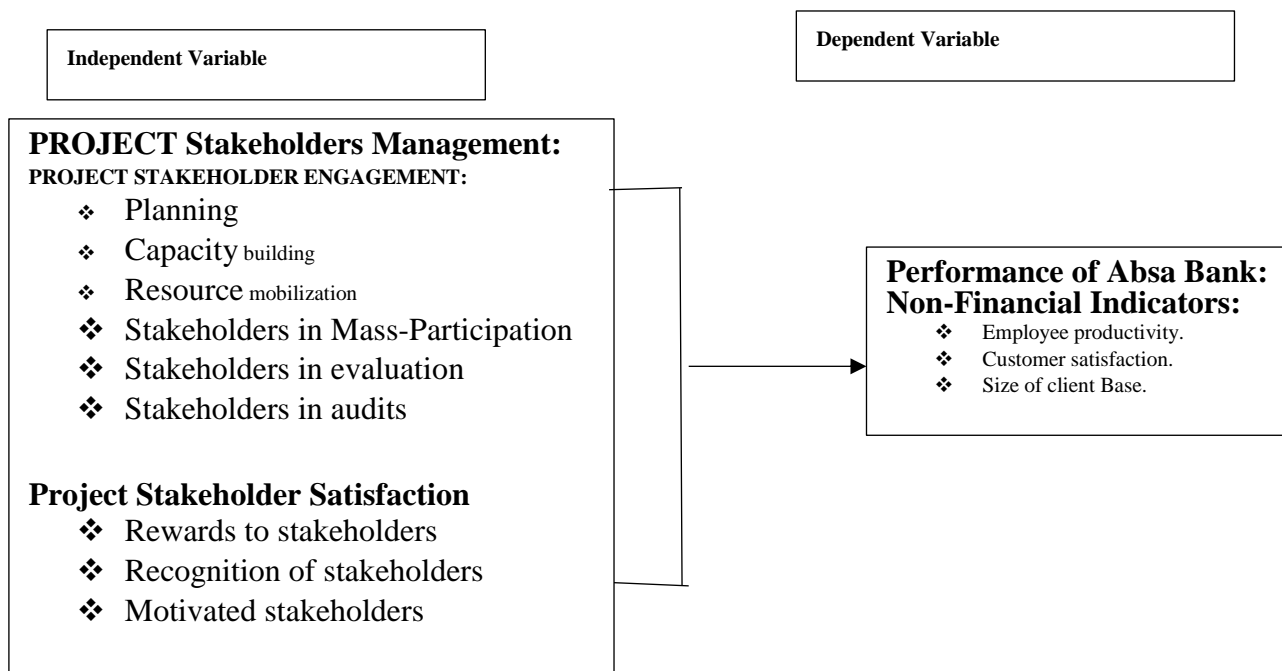 Independent Variable
Dependent Variable
PROJECT Stakeholders Management:
PROJECT STAKEHOLDER ENGAGEMENT:
❖ Planning
❖ Capacity building
❖ Resource mobilization
❖ Stakeholders in Mass-Participation
❖ Stakeholders in evaluation
❖ Stakeholders in audits
Project Stakeholder Satisfaction
❖ Rewards to stakeholders
❖ Recognition of stakeholders
❖ Motivated stakeholders
Performance of Absa Bank:
Non-Financial Indicators:
❖ Employee productivity.
❖ Customer satisfaction.
❖ Size of client Base.